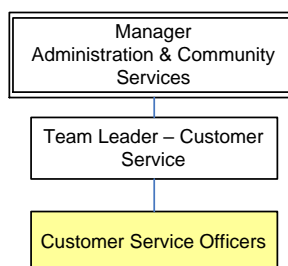 Manager
Administration & Community
Services
Team Leader – Customer
Service
Customer Service Officers